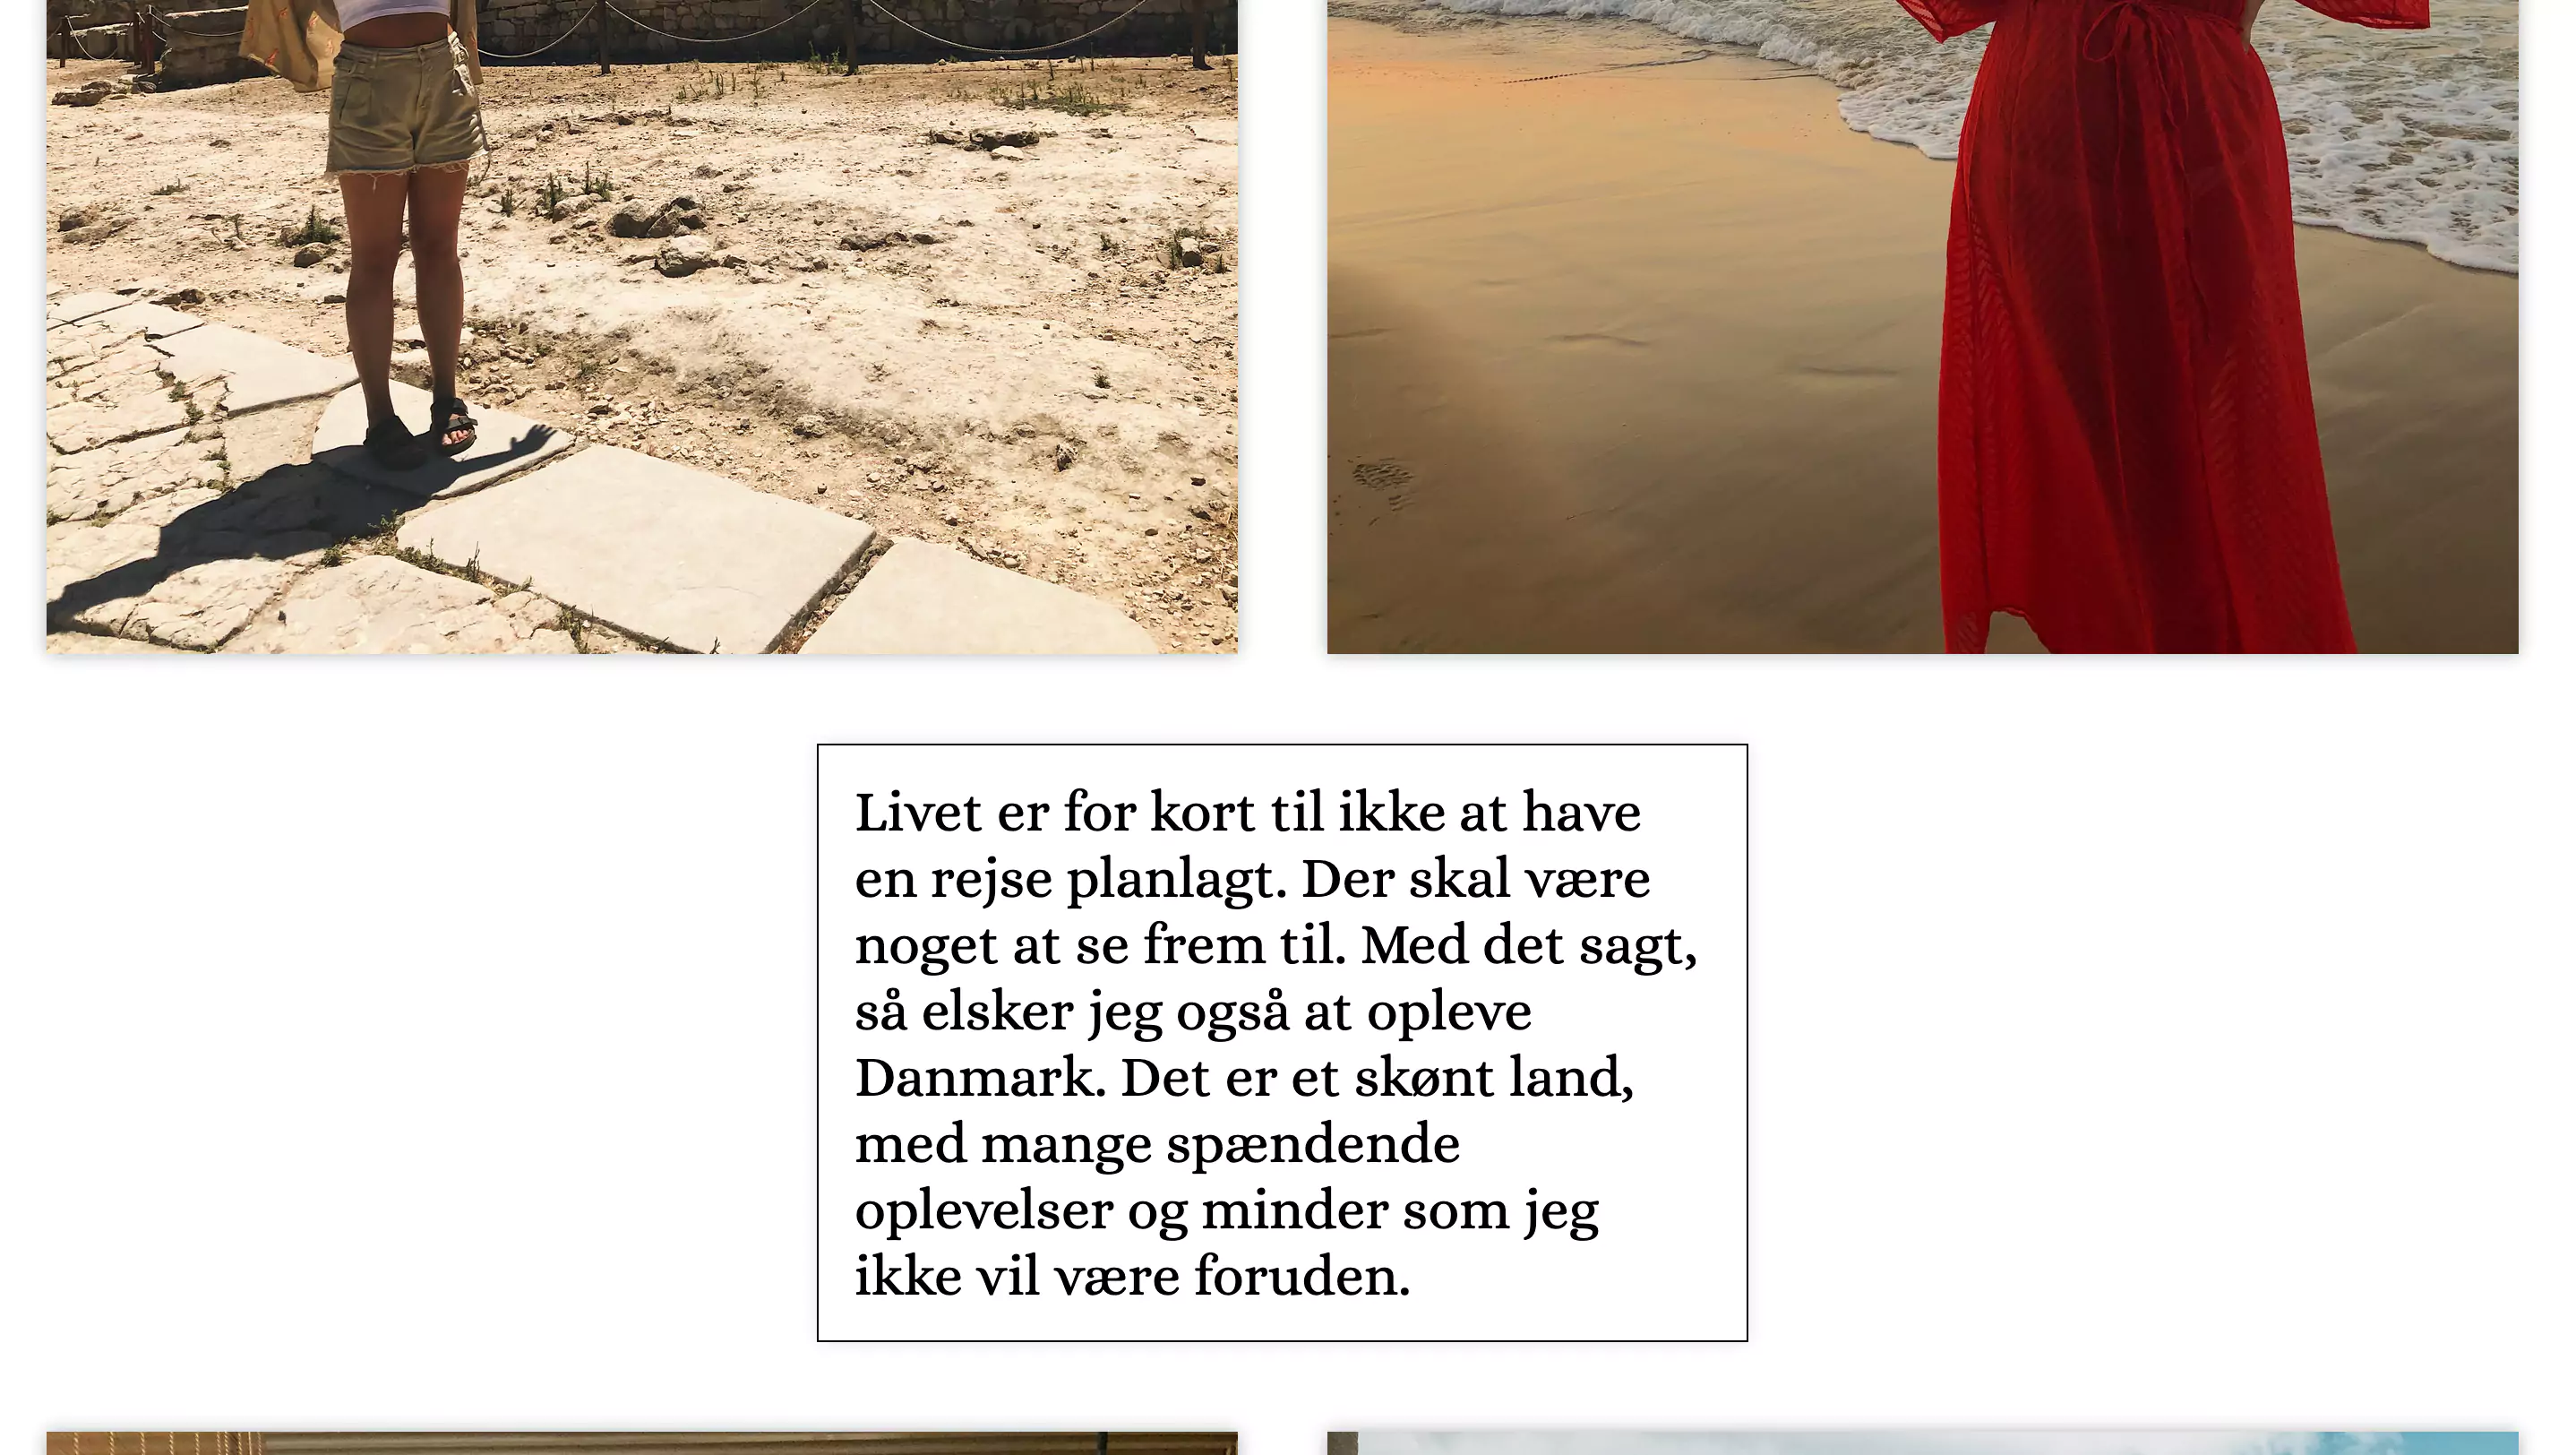 Livet er for kort til ikke at have
en rejse planlagt. Der skal være
noget at se frem til. Med det sagt,
så elsker jeg også at opleve
Danmark. Det er et skønt land,
med mange spændende
oplevelser og minder som jeg
ikke vil være foruden.